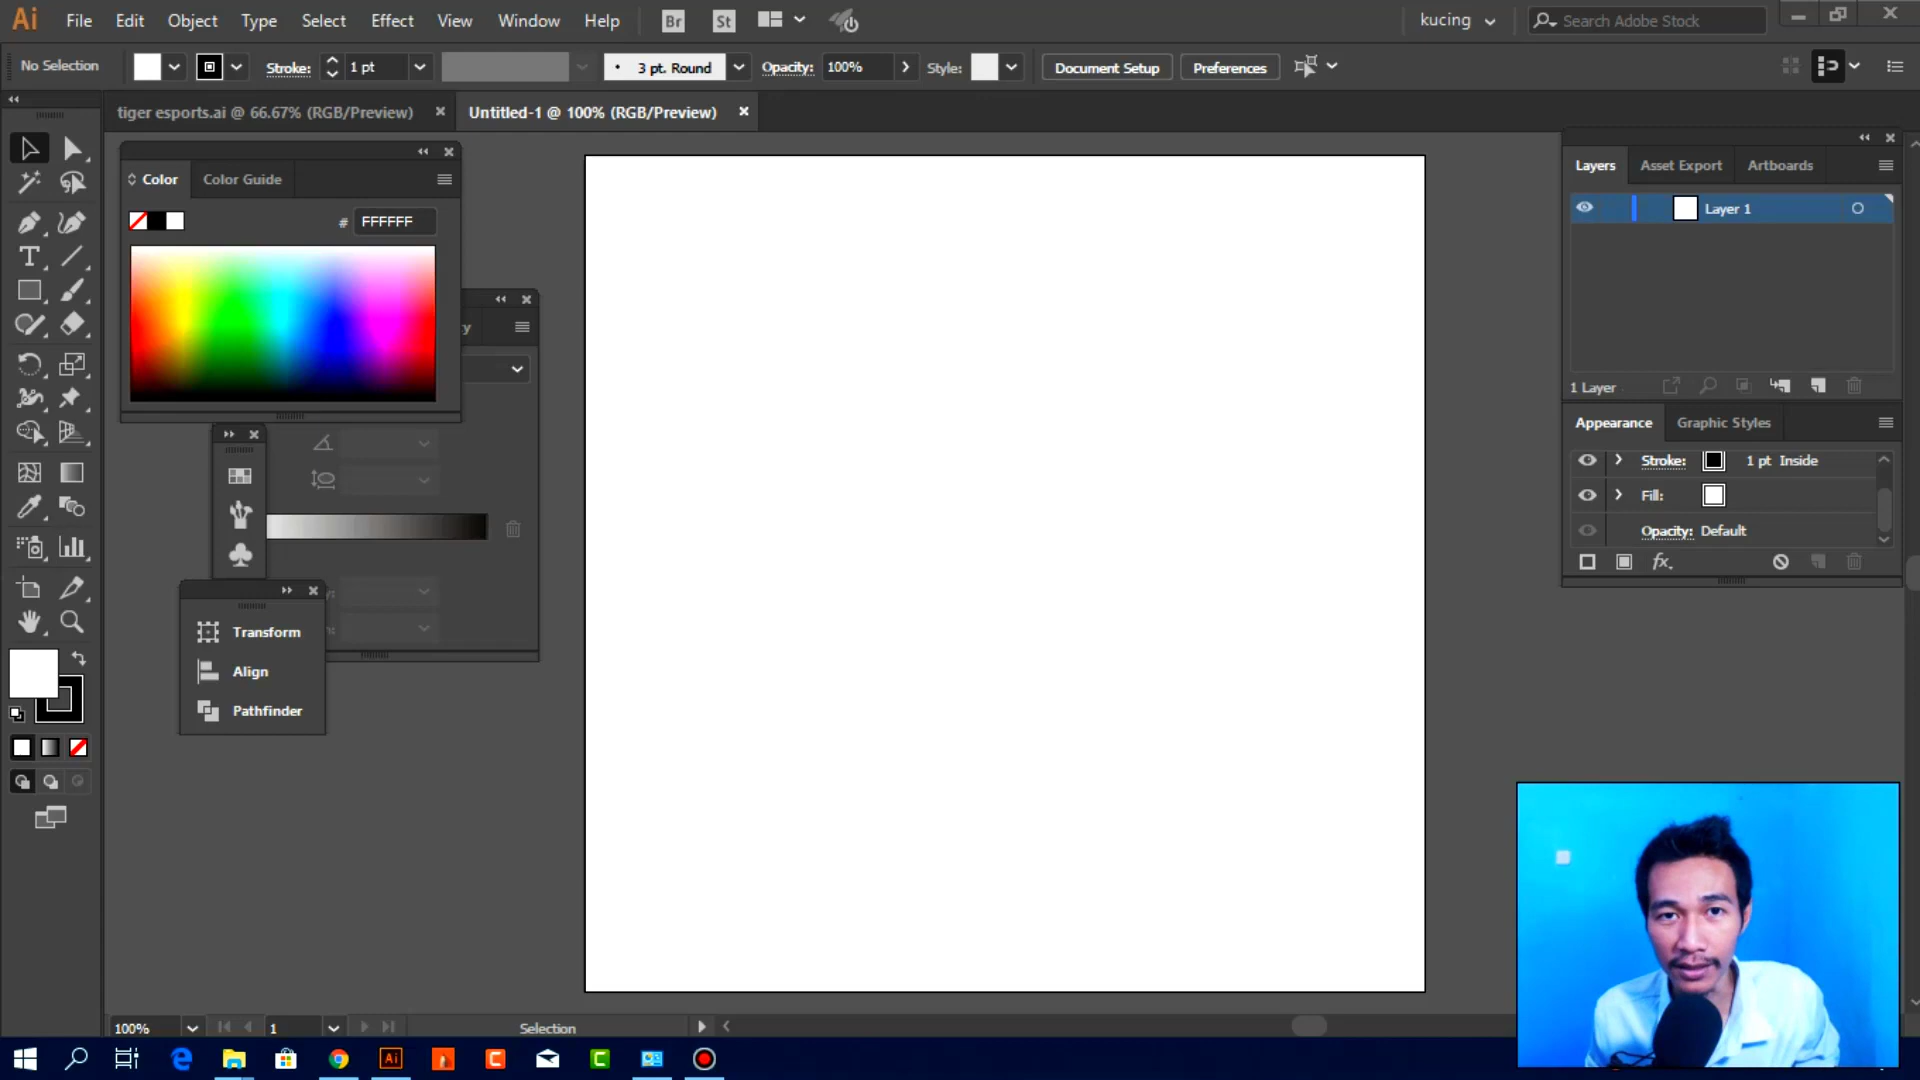 Ai File Edit Object Type Select Effect View Window Help Br St kucing Search Adobe Stock
No Selection Stroke: 1 pt 3 pt. Round Opacity: 100% Style: Document Setup Preferences
tiger esports.ai @ 66.67% (RGB/Preview) Untitled-1 @ 100% (RGB/Preview)
Color Color Guide
# FFFFFF
y
Layers Asset Export Artboards
Layer 1
1 Layer
Appearance Graphic Styles
Stroke: 1 pt Inside
Fill:
Opacity: Default
fx
Transform
Align
Pathfinder
100% 1 Selection
Ai